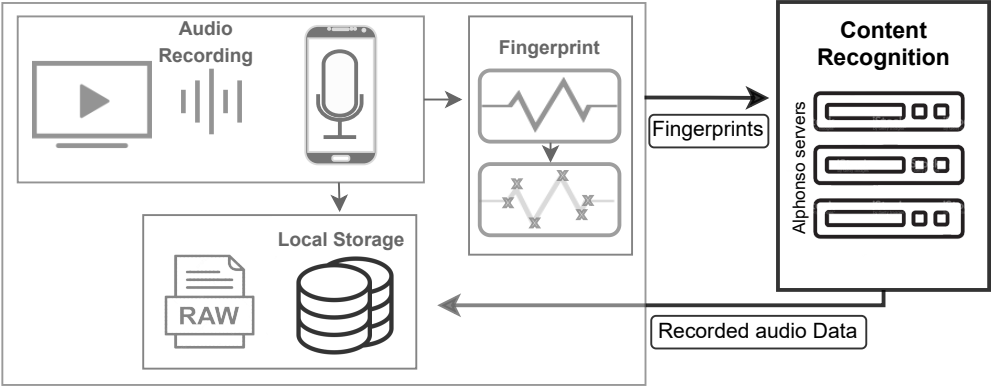 Audio
Recording
Fingerprint
Local Storage
RAW
Fingerprints
Content
Recognition
Alphonso servers
Recorded audio Data